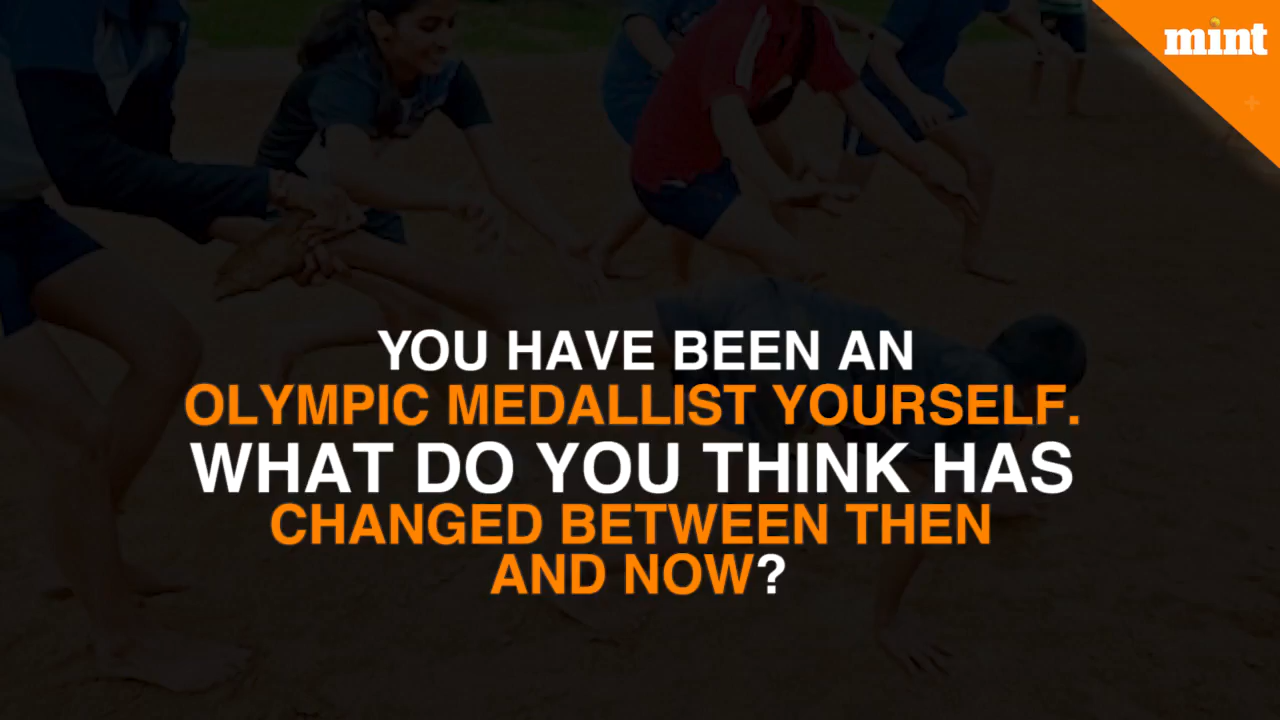 mint
YOU HAVE BEEN AN
OLYMPIC MEDALLIST YOURSELF.
WHAT DO YOU THINK HAS
CHANGED BETWEEN THEN
AND NOW?